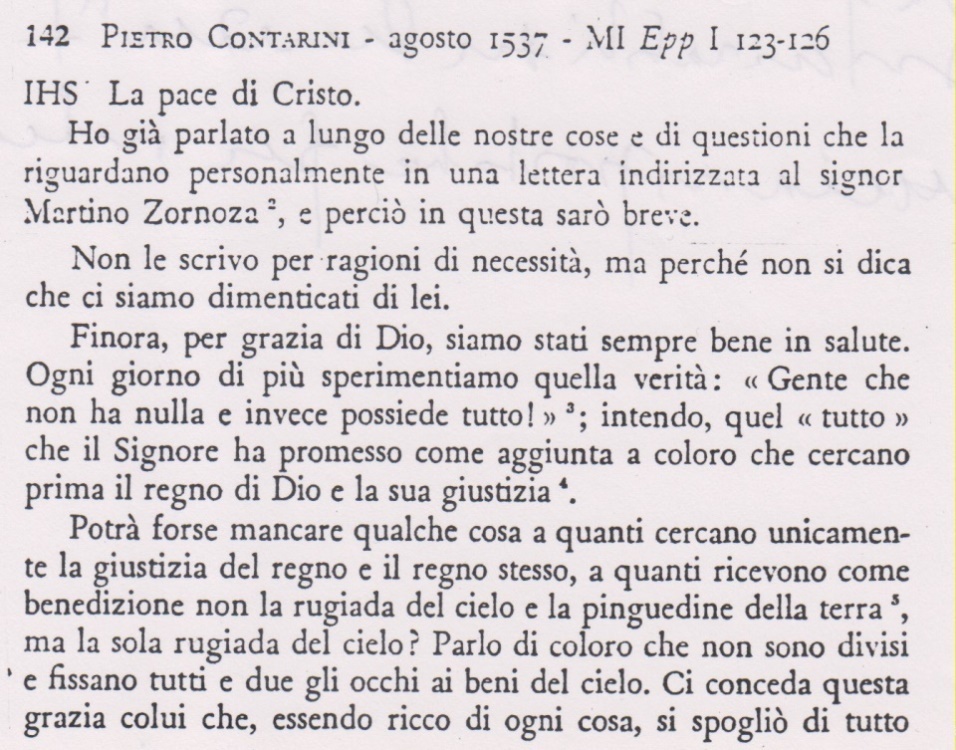 142 Pietro Contarini - agosto 1537 - MI Epp I 123-126
IHS La pace di Cristo.
Ho già parlato a lungo delle nostre cose e di questioni che la
riguardano personalmente in una lettera indirizzata al signor
Martino Zornoza ², e perciò in questa sarò breve.
Non le scrivo per ragioni di necessità, ma perché non si dica
che ci siamo dimenticati di lei.
Finora, per grazia di Dio, siamo stati sempre bene in salute.
Ogni giorno di più sperimentiamo quella verità: « Gente che
non ha nulla e invece possiede tutto! » ³; intendo, quel « tutto »
che il Signore ha promesso come aggiunta a coloro che cercano
prima il regno di Dio e la sua giustizia ⁴.
Potrà forse mancare qualche cosa a quanti cercano unicamen-
te la giustizia del regno e il regno stesso, a quanti ricevono come
benedizione non la rugiada del cielo e la pinguedine della terra ⁵,
ma la sola rugiada del cielo? Parlo di coloro che non sono divisi
e fissano tutti e due gli occhi ai beni del cielo. Ci conceda questa
grazia colui che, essendo ricco di ogni cosa, si spogliò di tutto